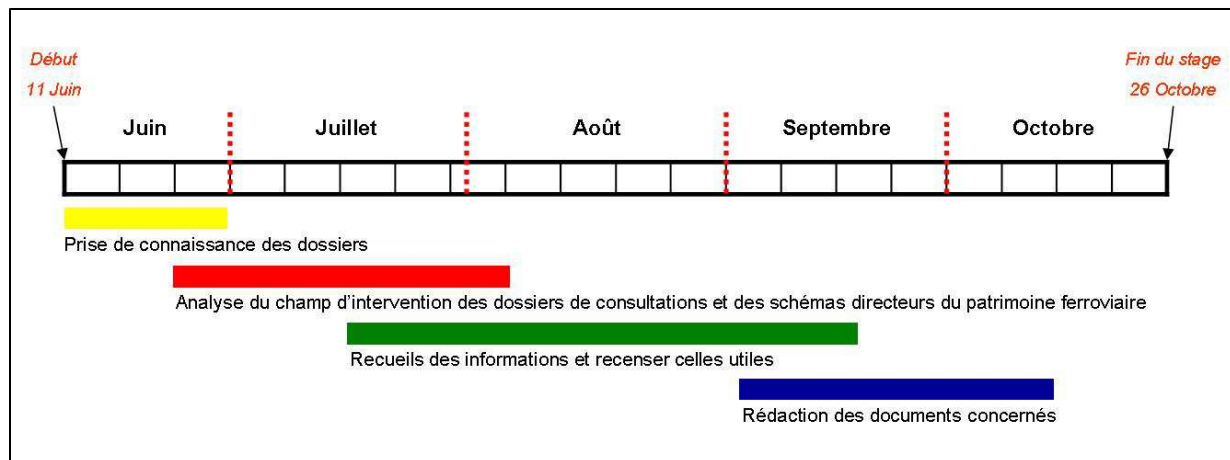 Début
11 Juin
Fin du stage
26 Octobre
Juin
Juillet
Août
Septembre
Octobre
Prise de connaissance des dossiers
Analyse du champ d'intervention des dossiers de consultations et des schémas directeurs du patrimoine ferroviaire
Recueils des informations et recenser celles utiles
Rédaction des documents concernés